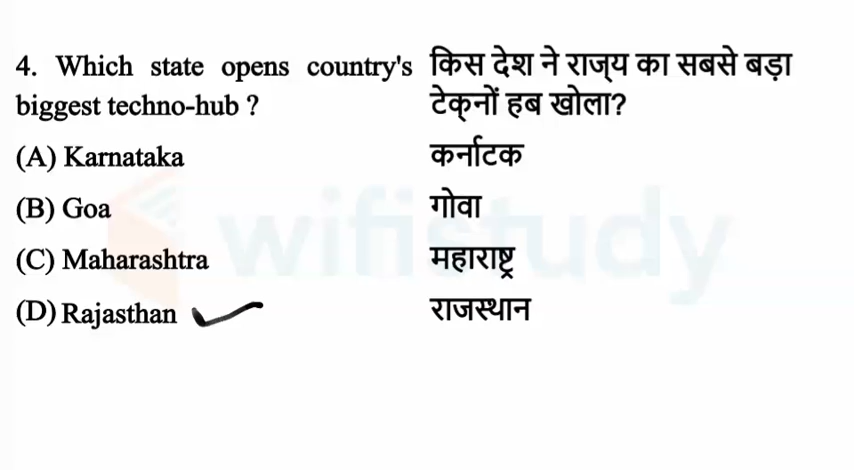 4. Which state opens country's
biggest techno-hub ?
(A) Karnataka
(B) Goa
(C) Maharashtra
(D) Rajasthan
किस देश ने राज्य का सबसे बड़ा
टेक्नों हब खोला?
कर्नाटक
गोवा
महाराष्ट्र
राजस्थान
wifistudy